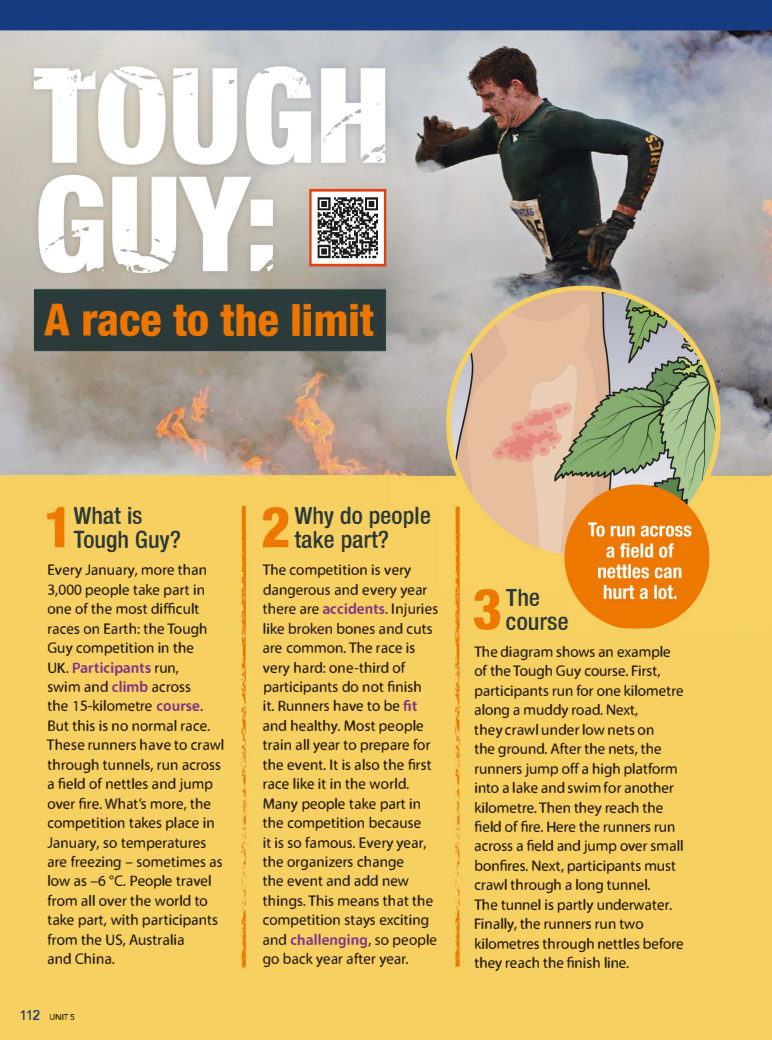 TOUGH
GUY:
A race to the limit
CANARIES
To run across
a field of
nettles can
hurt a lot.
1 What is
Tough Guy?
Every January, more than
3,000 people take part in
one of the most difficult
races on Earth: the Tough
Guy competition in the
UK. Participants run,
swim and climb across
the 15-kilometre course.
But this is no normal race.
These runners have to crawl
through tunnels, run across
a field of nettles and jump
over fire. What's more, the
competition takes place in
January, so temperatures
are freezing – sometimes as
low as –6 °C. People travel
from all over the world to
take part, with participants
from the US, Australia
and China.
2 Why do people
take part?
The competition is very
dangerous and every year
there are accidents. Injuries
like broken bones and cuts
are common. The race is
very hard: one-third of
participants do not finish
it. Runners have to be fit
and healthy. Most people
train all year to prepare for
the event. It is also the first
race like it in the world.
Many people take part in
the competition because
it is so famous. Every year,
the organizers change
the event and add new
things. This means that the
competition stays exciting
and challenging, so people
go back year after year.
3 The
course
The diagram shows an example
of the Tough Guy course. First,
participants run for one kilometre
along a muddy road. Next,
they crawl under low nets on
the ground. After the nets, the
runners jump off a high platform
into a lake and swim for another
kilometre. Then they reach the
field of fire. Here the runners run
across a field and jump over small
bonfires. Next, participants must
crawl through a long tunnel.
The tunnel is partly underwater.
Finally, the runners run two
kilometres through nettles before
they reach the finish line.
112 UNIT 5